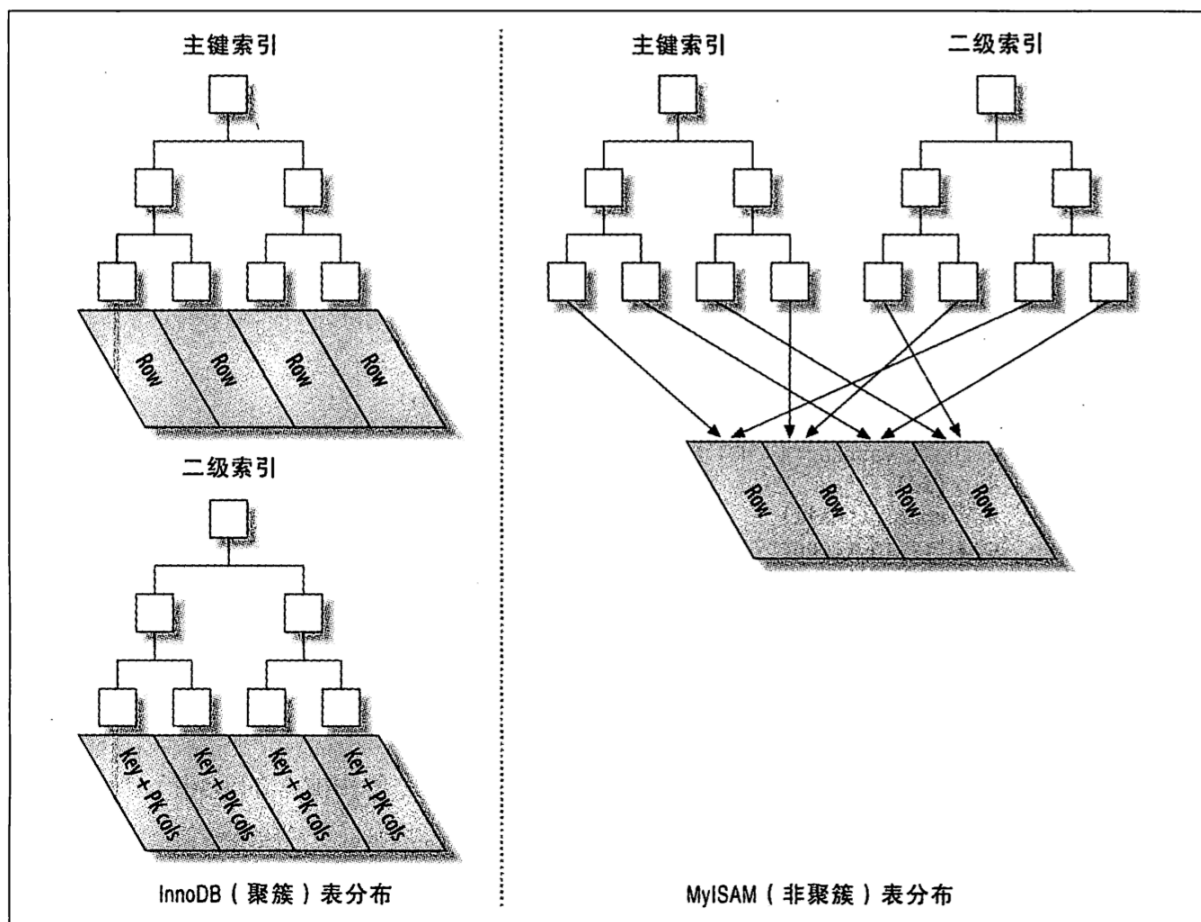 主键索引
Row
Row
Row
Row
二级索引
Key + PK cols
Key + PK cols
Key + PK cols
Key + PK cols
InnoDB（聚簇）表分布
主键索引
二级索引
Row
Row
Row
Row
MyISAM（非聚簇）表分布